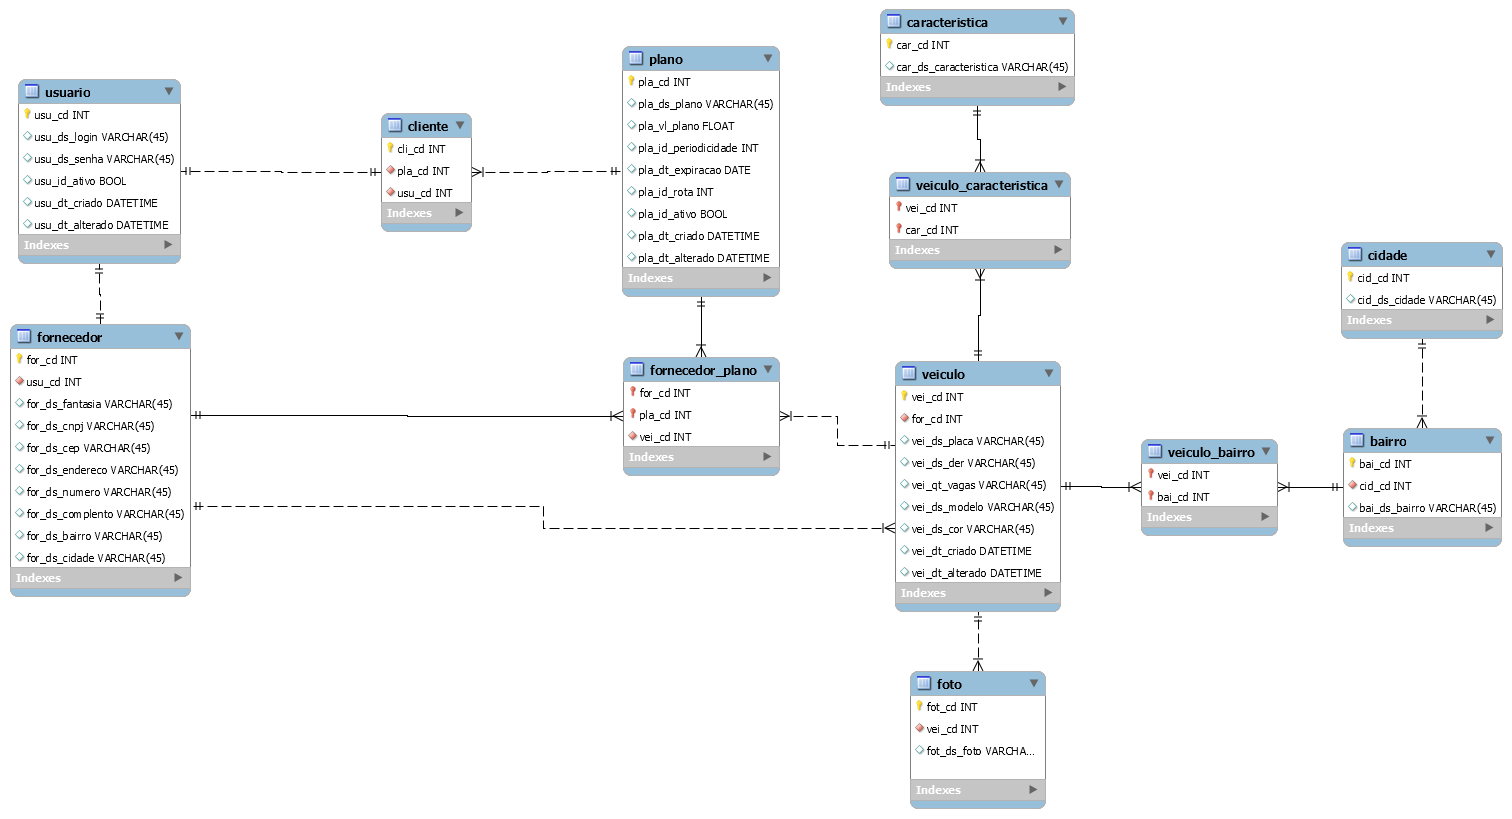 usuario
usu_cd INT
usu_ds_login VARCHAR(45)
usu_ds_senha VARCHAR(45)
usu_id_ativo BOOL
usu_dt_criado DATETIME
usu_dt_alterado DATETIME
Indexes
cliente
cli_cd INT
pla_cd INT
usu_cd INT
Indexes
plano
pla_cd INT
pla_ds_plano VARCHAR(45)
pla_vl_plano FLOAT
pla_id_periodicidade INT
pla_dt_expiracao DATE
pla_id_rota INT
pla_id_ativo BOOL
pla_dt_criado DATETIME
pla_dt_alterado DATETIME
Indexes
caracteristica
car_cd INT
car_ds_caracteristica VARCHAR(45)
Indexes
veiculo_caracteristica
vei_cd INT
car_cd INT
Indexes
cidade
cid_cd INT
cid_ds_cidade VARCHAR(45)
Indexes
fornecedor
for_cd INT
usu_cd INT
for_ds_fantasia VARCHAR(45)
for_ds_cnpj VARCHAR(45)
for_ds_cep VARCHAR(45)
for_ds_endereco VARCHAR(45)
for_ds_numero VARCHAR(45)
for_ds_complento VARCHAR(45)
for_ds_bairro VARCHAR(45)
for_ds_cidade VARCHAR(45)
Indexes
fornecedor_plano
for_cd INT
pla_cd INT
vei_cd INT
Indexes
veiculo
vei_cd INT
for_cd INT
vei_ds_placa VARCHAR(45)
vei_ds_der VARCHAR(45)
vei_qt_vagas VARCHAR(45)
vei_ds_modelo VARCHAR(45)
vei_ds_cor VARCHAR(45)
vei_dt_criado DATETIME
vei_dt_alterado DATETIME
Indexes
veiculo_bairro
vei_cd INT
bai_cd INT
Indexes
bairro
bai_cd INT
cid_cd INT
bai_ds_bairro VARCHAR(45)
Indexes
foto
fot_cd INT
vei_cd INT
fot_ds_foto VARCHA...
Indexes